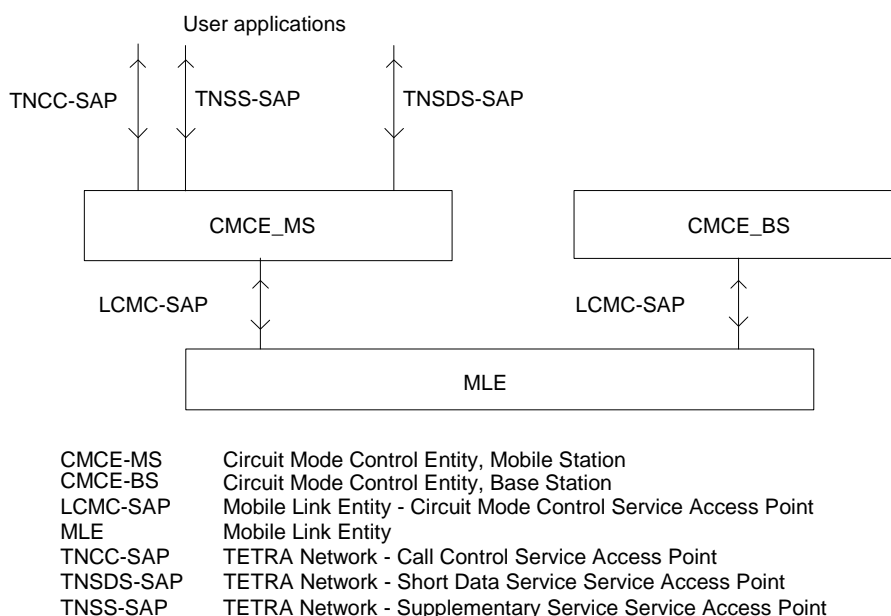 User applications
TNCC-SAP TNSS-SAP TNSDS-SAP
CMCE_MS CMCE_BS
LCMC-SAP LCMC-SAP
MLE
CMCE-MS Circuit Mode Control Entity, Mobile Station
CMCE-BS Circuit Mode Control Entity, Base Station
LCMC-SAP Mobile Link Entity - Circuit Mode Control Service Access Point
MLE Mobile Link Entity
TNCC-SAP TETRA Network - Call Control Service Access Point
TNSDS-SAP TETRA Network - Short Data Service Service Access Point
TNSS-SAP TETRA Network - Supplementary Service Service Access Point